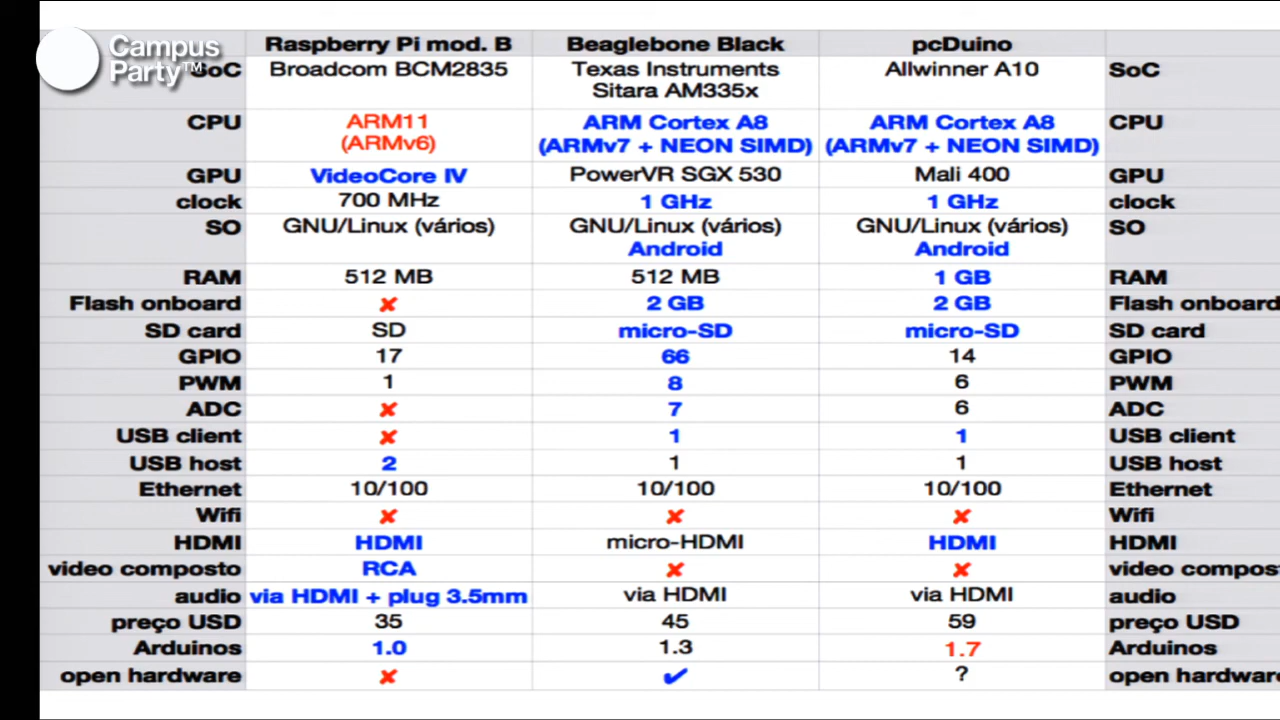 Campus
Party™
Raspberry Pi mod. B Beaglebone Black pcDuino
SoC Broadcom BCM2835 Texas Instruments Sitara AM335x Allwinner A10 SoC
CPU ARM11 (ARMv6) ARM Cortex A8 (ARMv7 + NEON SIMD) ARM Cortex A8 (ARMv7 + NEON SIMD) CPU
GPU VideoCore IV PowerVR SGX 530 Mali 400 GPU
clock 700 MHz 1 GHz 1 GHz clock
SO GNU/Linux (vários) GNU/Linux (vários) Android GNU/Linux (vários) Android SO
RAM 512 MB 512 MB 1 GB RAM
Flash onboard ✘ 2 GB 2 GB Flash onboard
SD card SD micro-SD micro-SD SD card
GPIO 17 66 14 GPIO
PWM 1 8 6 PWM
ADC ✘ 7 6 ADC
USB client ✘ 1 1 USB client
USB host 2 1 1 USB host
Ethernet 10/100 10/100 10/100 Ethernet
Wifi ✘ ✘ ✘ Wifi
HDMI HDMI micro-HDMI HDMI HDMI
video composto RCA ✘ ✘ video compos
audio via HDMI + plug 3.5mm via HDMI via HDMI audio
preço USD 35 45 59 preço USD
Arduinos 1.0 1.3 1.7 Arduinos
open hardware ✘ ✔ ? open hardware